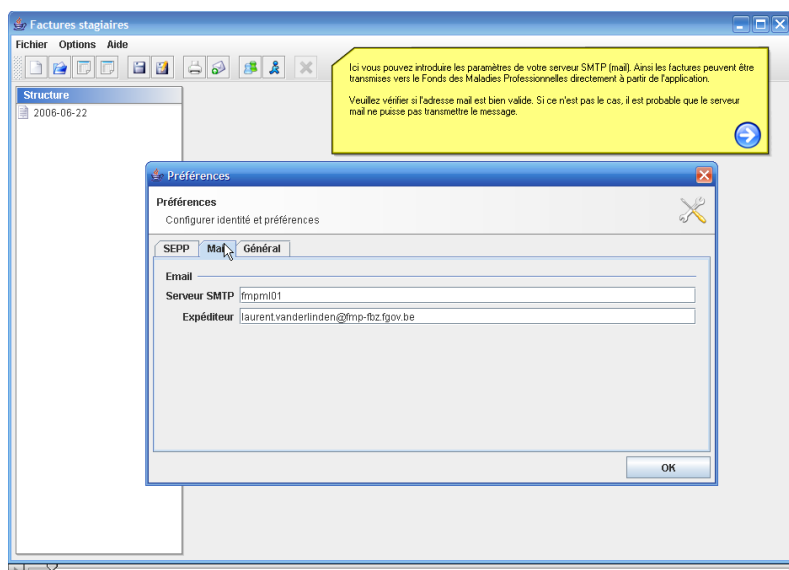 Factures stagiaires
Fichier Options Aide
Ici vous pouvez introduire les paramètres de votre serveur SMTP (mail). Ainsi les factures peuvent être
transmises vers le Fonds des Maladies Professionnelles directement à partir de l'application.
Veuillez vérifier si l'adresse mail est bien valide. Si ce n'est pas le cas, il est probable que le serveur
mail ne puisse pas transmettre le message.
Structure
2006-06-22
Préférences
Préférences
Configurer identité et préférences
SEPP Mail Général
Email
Serveur SMTP fmpml01
Expéditeur laurent.vanderlinden@fmp-fbz.fgov.be
OK